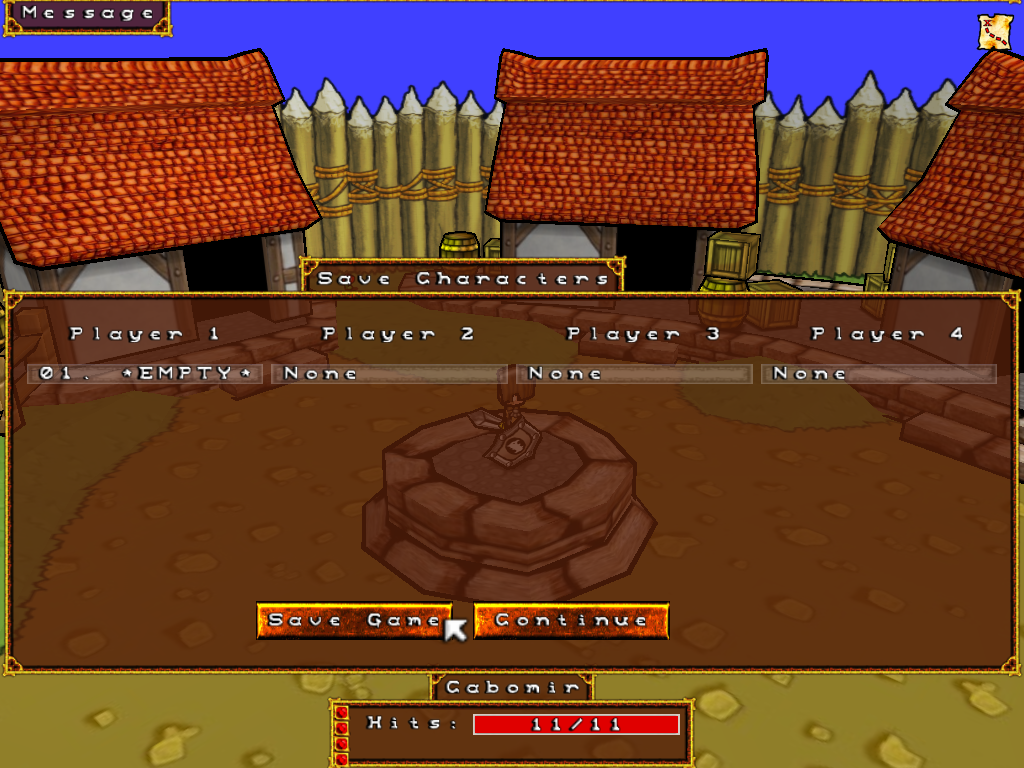 Message
Save Characters
Player 1 Player 2 Player 3 Player 4
01. *EMPTY* None None None
Save Game Continue
Gabomir
Hits: 11/11